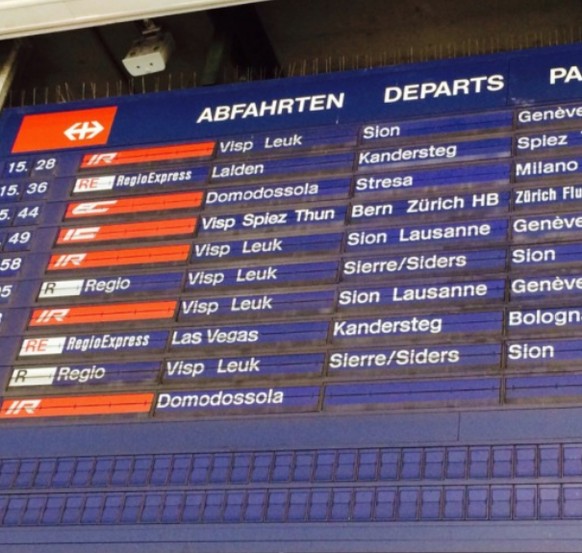 ABFAHRTEN DEPARTS PA
15. 28 IR Visp Leuk Sion Genève
15. 36 RE RegioExpress Lalden Kandersteg Spiez
5. 44 EC Domodossola Stresa Milano
49 IC Visp Spiez Thun Bern Zürich HB Zürich Flu
58 IR Visp Leuk Sion Lausanne Genève
5 R Regio Visp Leuk Sierre/Siders Sion
IR Visp Leuk Sion Lausanne Genève
RE RegioExpress Las Vegas Kandersteg Bologn
R Regio Visp Leuk Sierre/Siders Sion
IR Domodossola